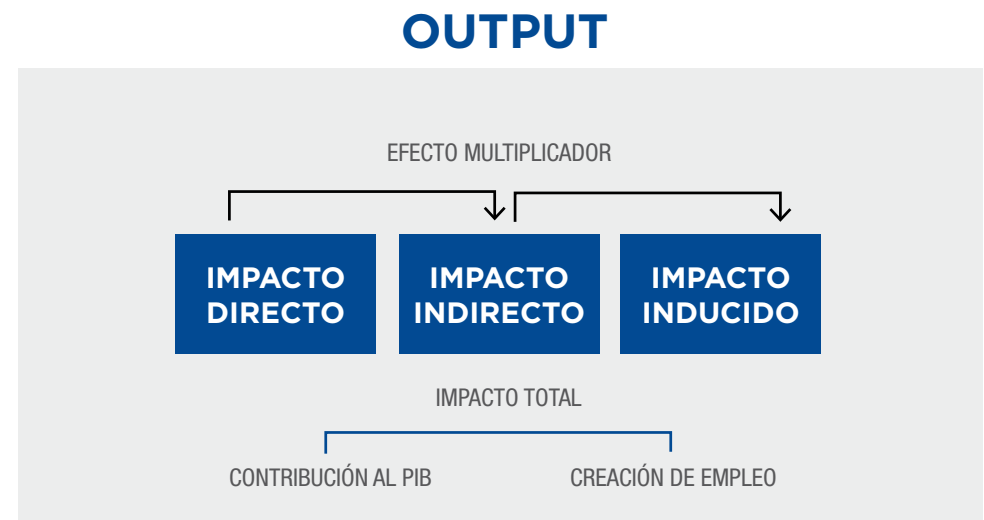 OUTPUT
EFECTO MULTIPLICADOR
IMPACTO
DIRECTO
IMPACTO
INDIRECTO
IMPACTO
INDUCIDO
IMPACTO TOTAL
CONTRIBUCIÓN AL PIB
CREACIÓN DE EMPLEO